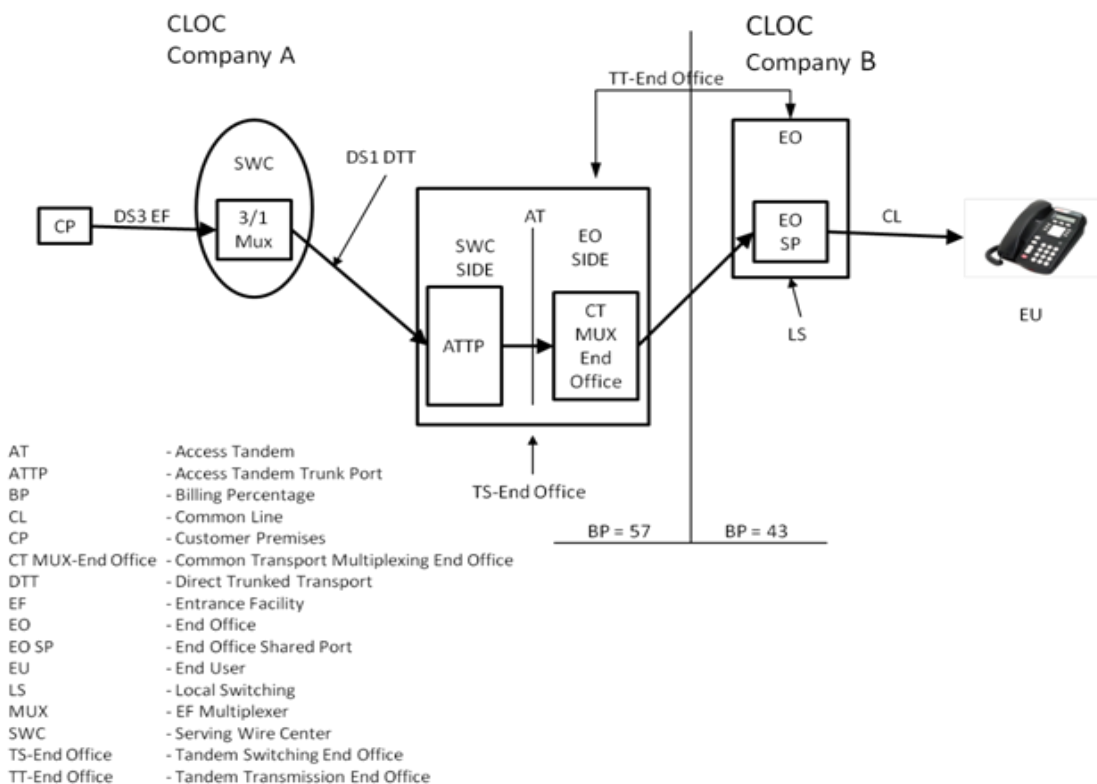 CLOC
Company A
CLOC
Company B
TT-End Office
SWC
DS1 DTT
EO
CP
DS3 EF
3/1
Mux
AT
SWC
SIDE
EO
SIDE
EO
SP
CL
ATTP
CT
MUX
End
Office
LS
EU
TS-End Office
BP = 57
BP = 43
AT - Access Tandem
ATTP - Access Tandem Trunk Port
BP - Billing Percentage
CL - Common Line
CP - Customer Premises
CT MUX-End Office - Common Transport Multiplexing End Office
DTT - Direct Trunked Transport
EF - Entrance Facility
EO - End Office
EO SP - End Office Shared Port
EU - End User
LS - Local Switching
MUX - EF Multiplexer
SWC - Serving Wire Center
TS-End Office - Tandem Switching End Office
TT-End Office - Tandem Transmission End Office